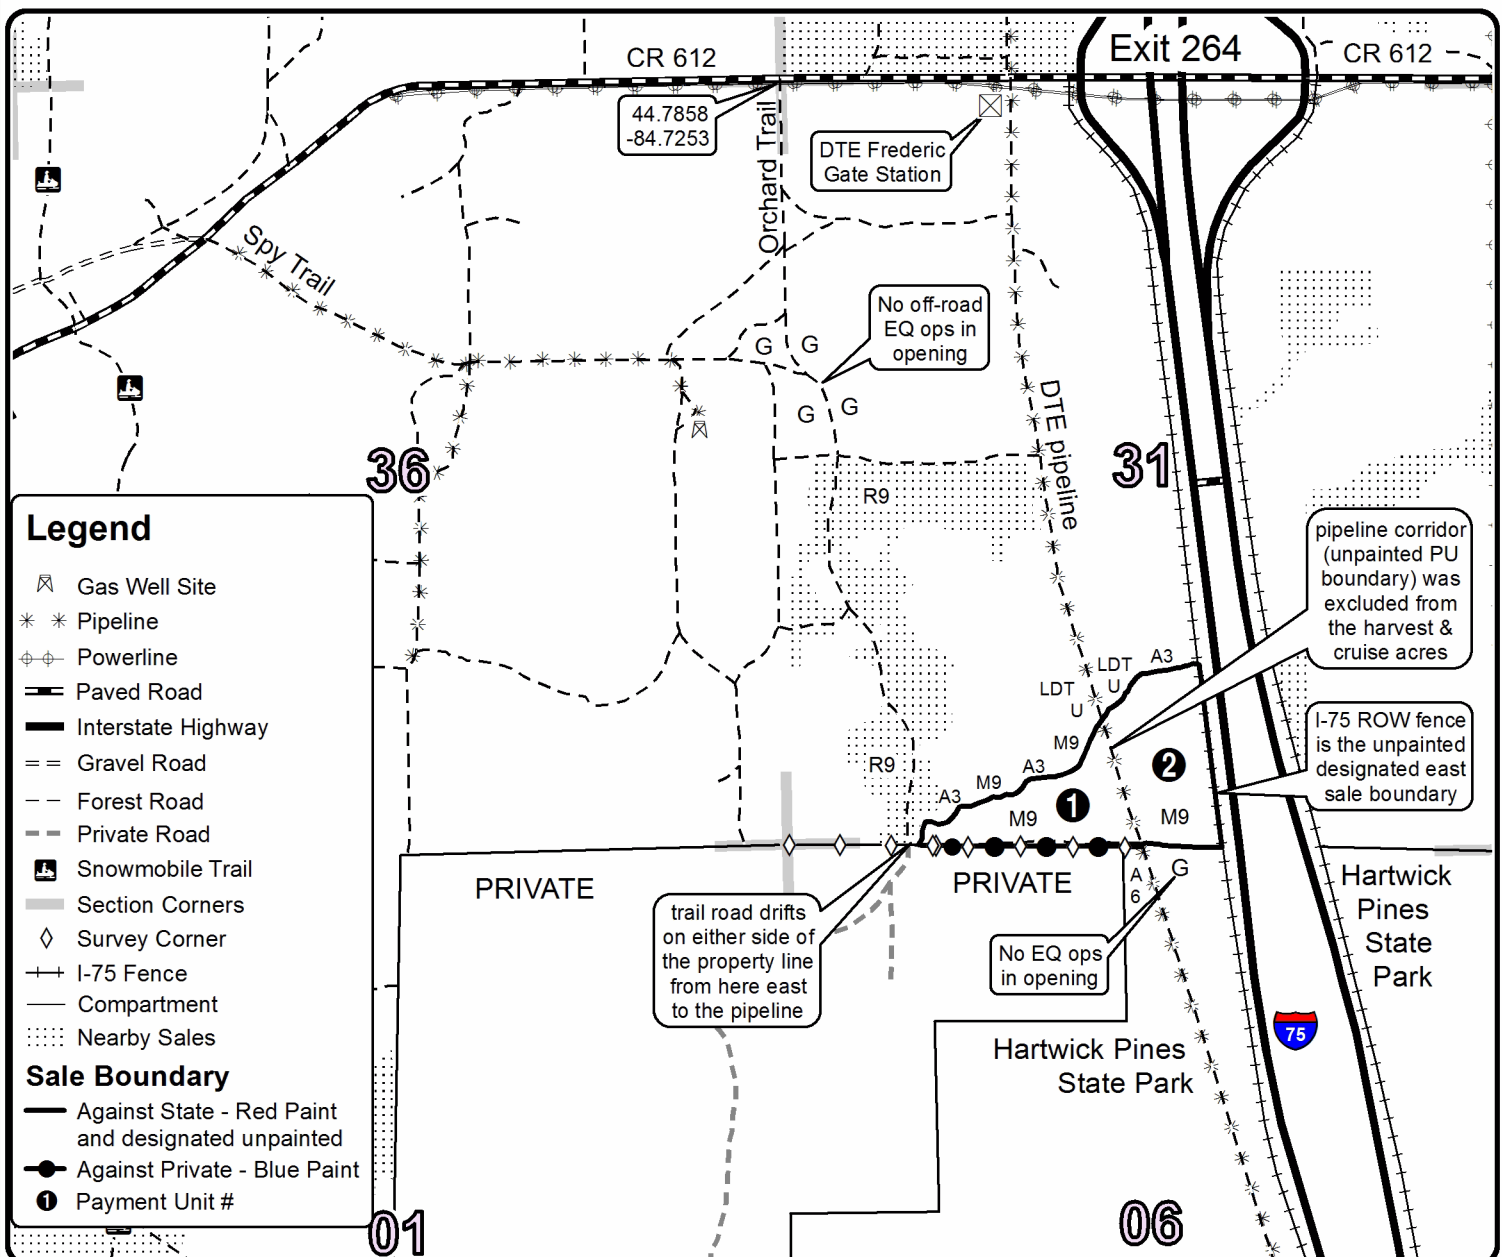 CR 612
Exit 264
CR 612
44.7858
-84.7253
Orchard Trail
DTE Frederic
Gate Station
Spy Trail
No off-road
EQ ops in
opening
G
G
G
G
DTE pipeline
36
31
R9
pipeline corridor
(unpainted PU
boundary) was
excluded from
the harvest &
cruise acres
Legend
Gas Well Site
Pipeline
Powerline
Paved Road
Interstate Highway
Gravel Road
Forest Road
Private Road
Snowmobile Trail
Section Corners
Survey Corner
I-75 Fence
Compartment
Nearby Sales
Sale Boundary
Against State - Red Paint
and designated unpainted
Against Private - Blue Paint
1 Payment Unit #
LDT
U
A3
LDT
U
M9
R9
A3
M9
A3
2
1
M9
M9
I-75 ROW fence
is the unpainted
designated east
sale boundary
PRIVATE
PRIVATE
A
6
G
Hartwick
Pines
State
Park
trail road drifts
on either side of
the property line
from here east
to the pipeline
No EQ ops
in opening
75
Hartwick Pines
State Park
01
06